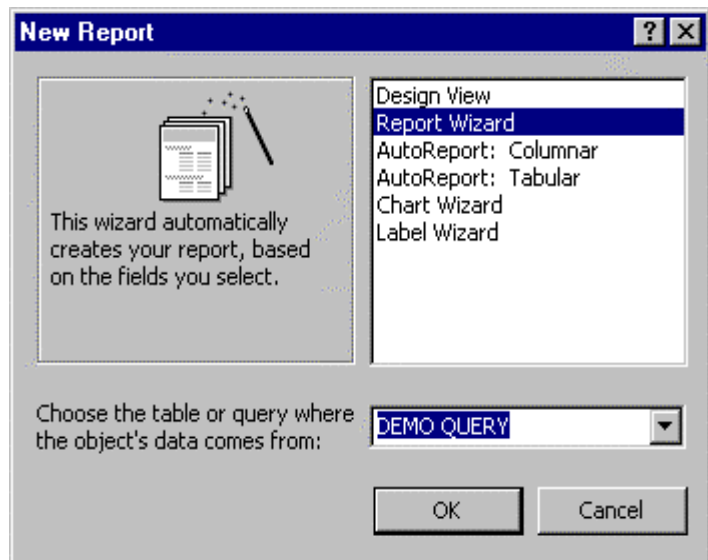 New Report
Design View
Report Wizard
AutoReport: Columnar
AutoReport: Tabular
Chart Wizard
Label Wizard
This wizard automatically
creates your report, based
on the fields you select.
Choose the table or query where
the object's data comes from:
DEMO QUERY
OK
Cancel